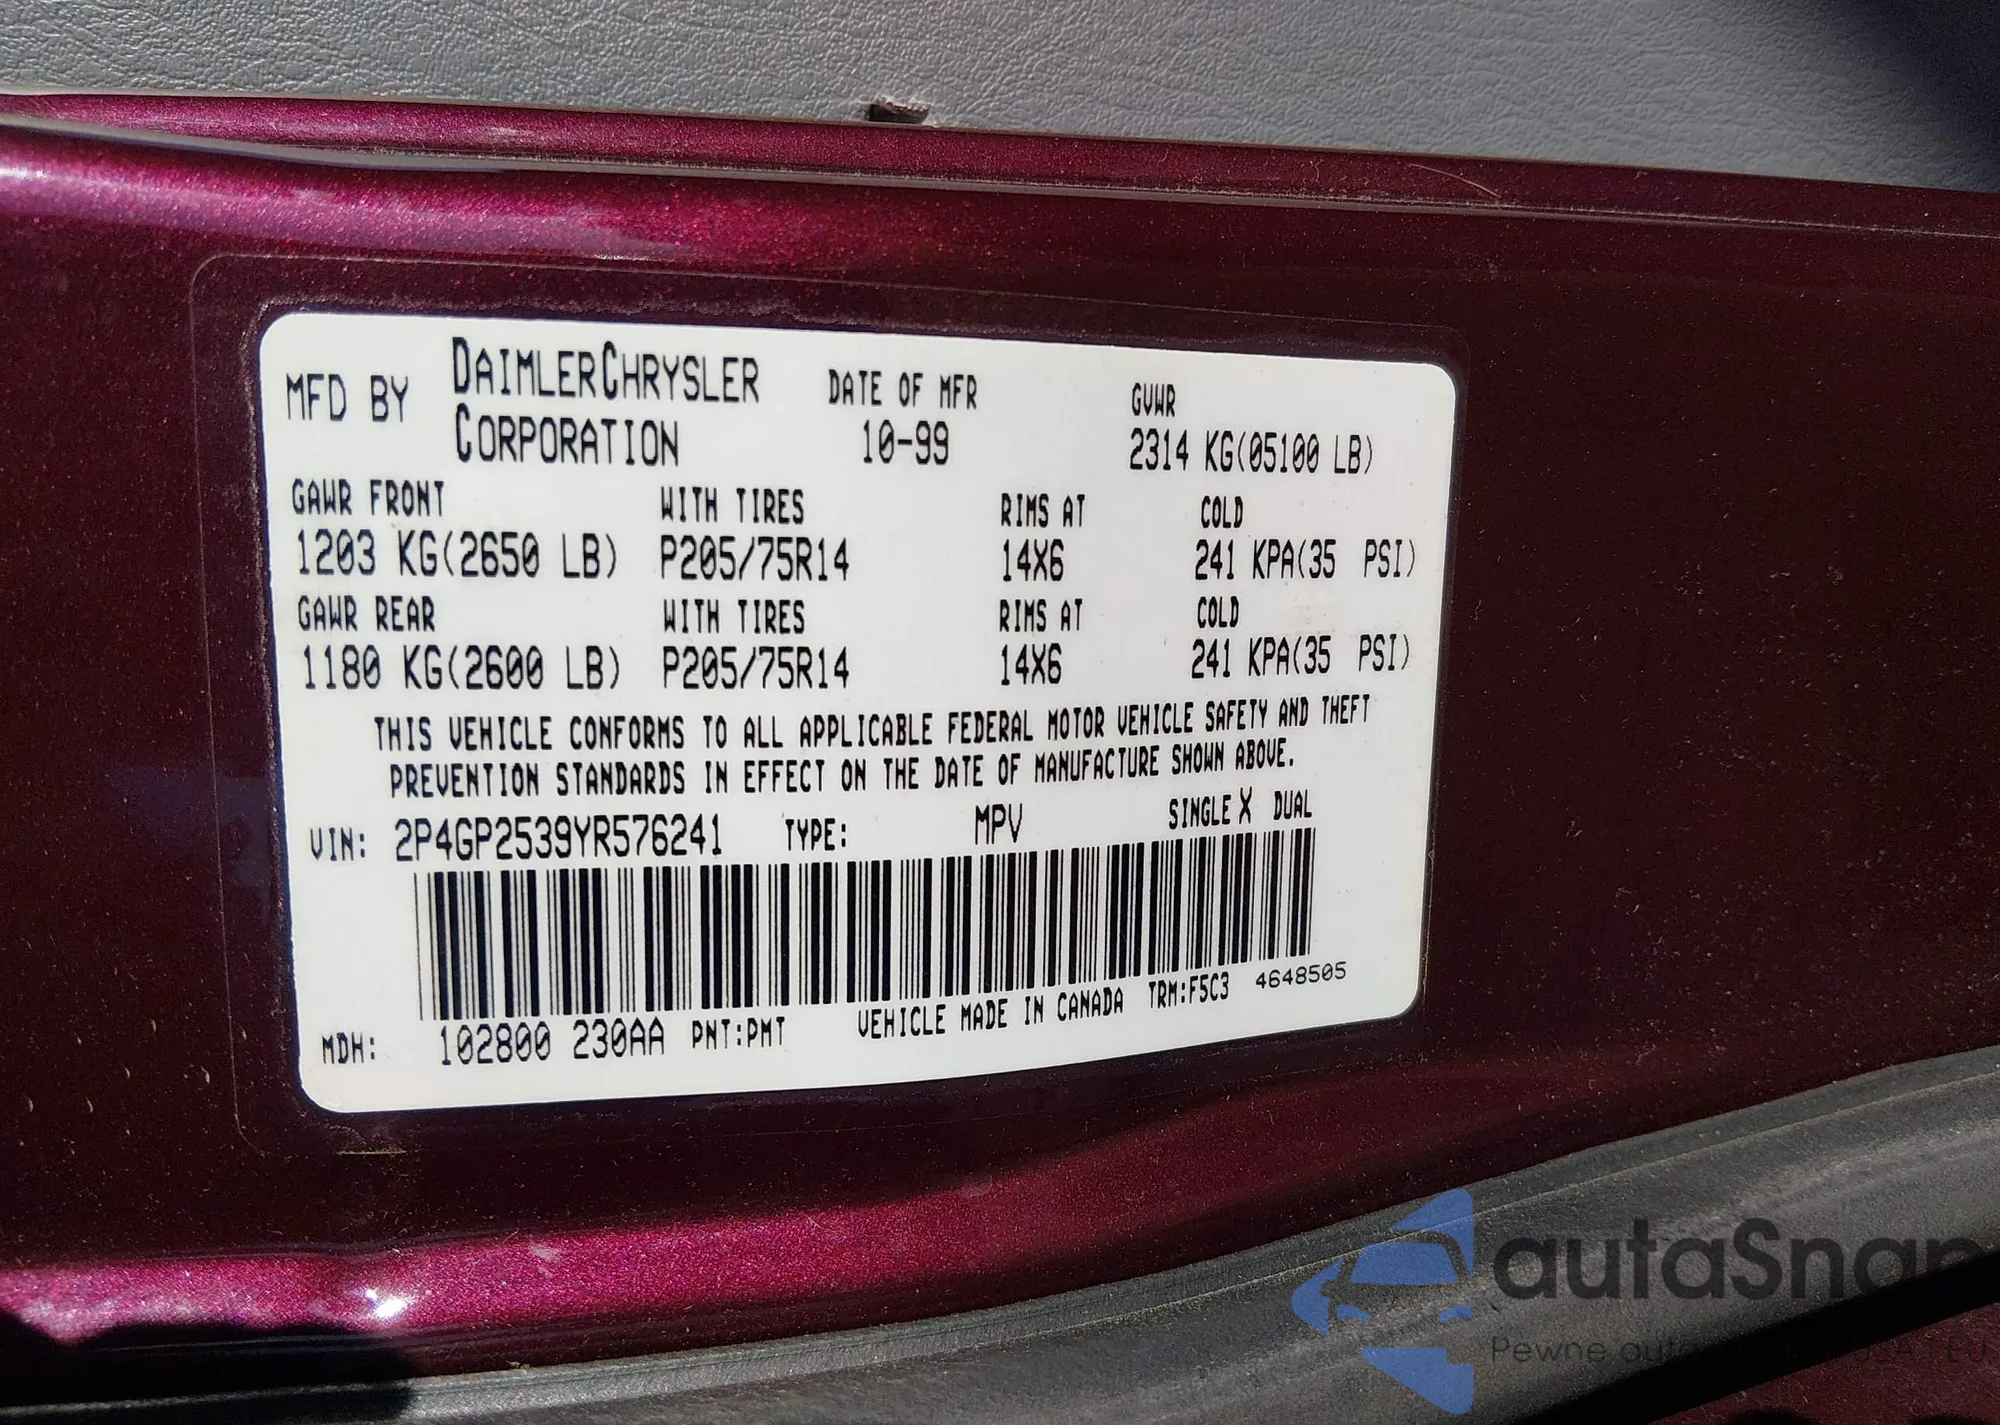 MFD BY DAIMLERCHRYSLER CORPORATION DATE OF MFR 10-99 GVWR 2314 KG(05100 LB)
GAWR FRONT WITH TIRES RIMS AT COLD
1203 KG(2650 LB) P205/75R14 14X6 241 KPA(35 PSI)
GAWR REAR WITH TIRES RIMS AT COLD
1180 KG(2600 LB) P205/75R14 14X6 241 KPA(35 PSI)
THIS VEHICLE CONFORMS TO ALL APPLICABLE FEDERAL MOTOR VEHICLE SAFETY AND THEFT
PREVENTION STANDARDS IN EFFECT ON THE DATE OF MANUFACTURE SHOWN ABOVE.
VIN: 2P4GP2539YR576241 TYPE: MPV SINGLE X DUAL
MDH: 102800 230AA PNT:PMT VEHICLE MADE IN CANADA TRM:F5C3 4648505
autaSnap
Pewne auta